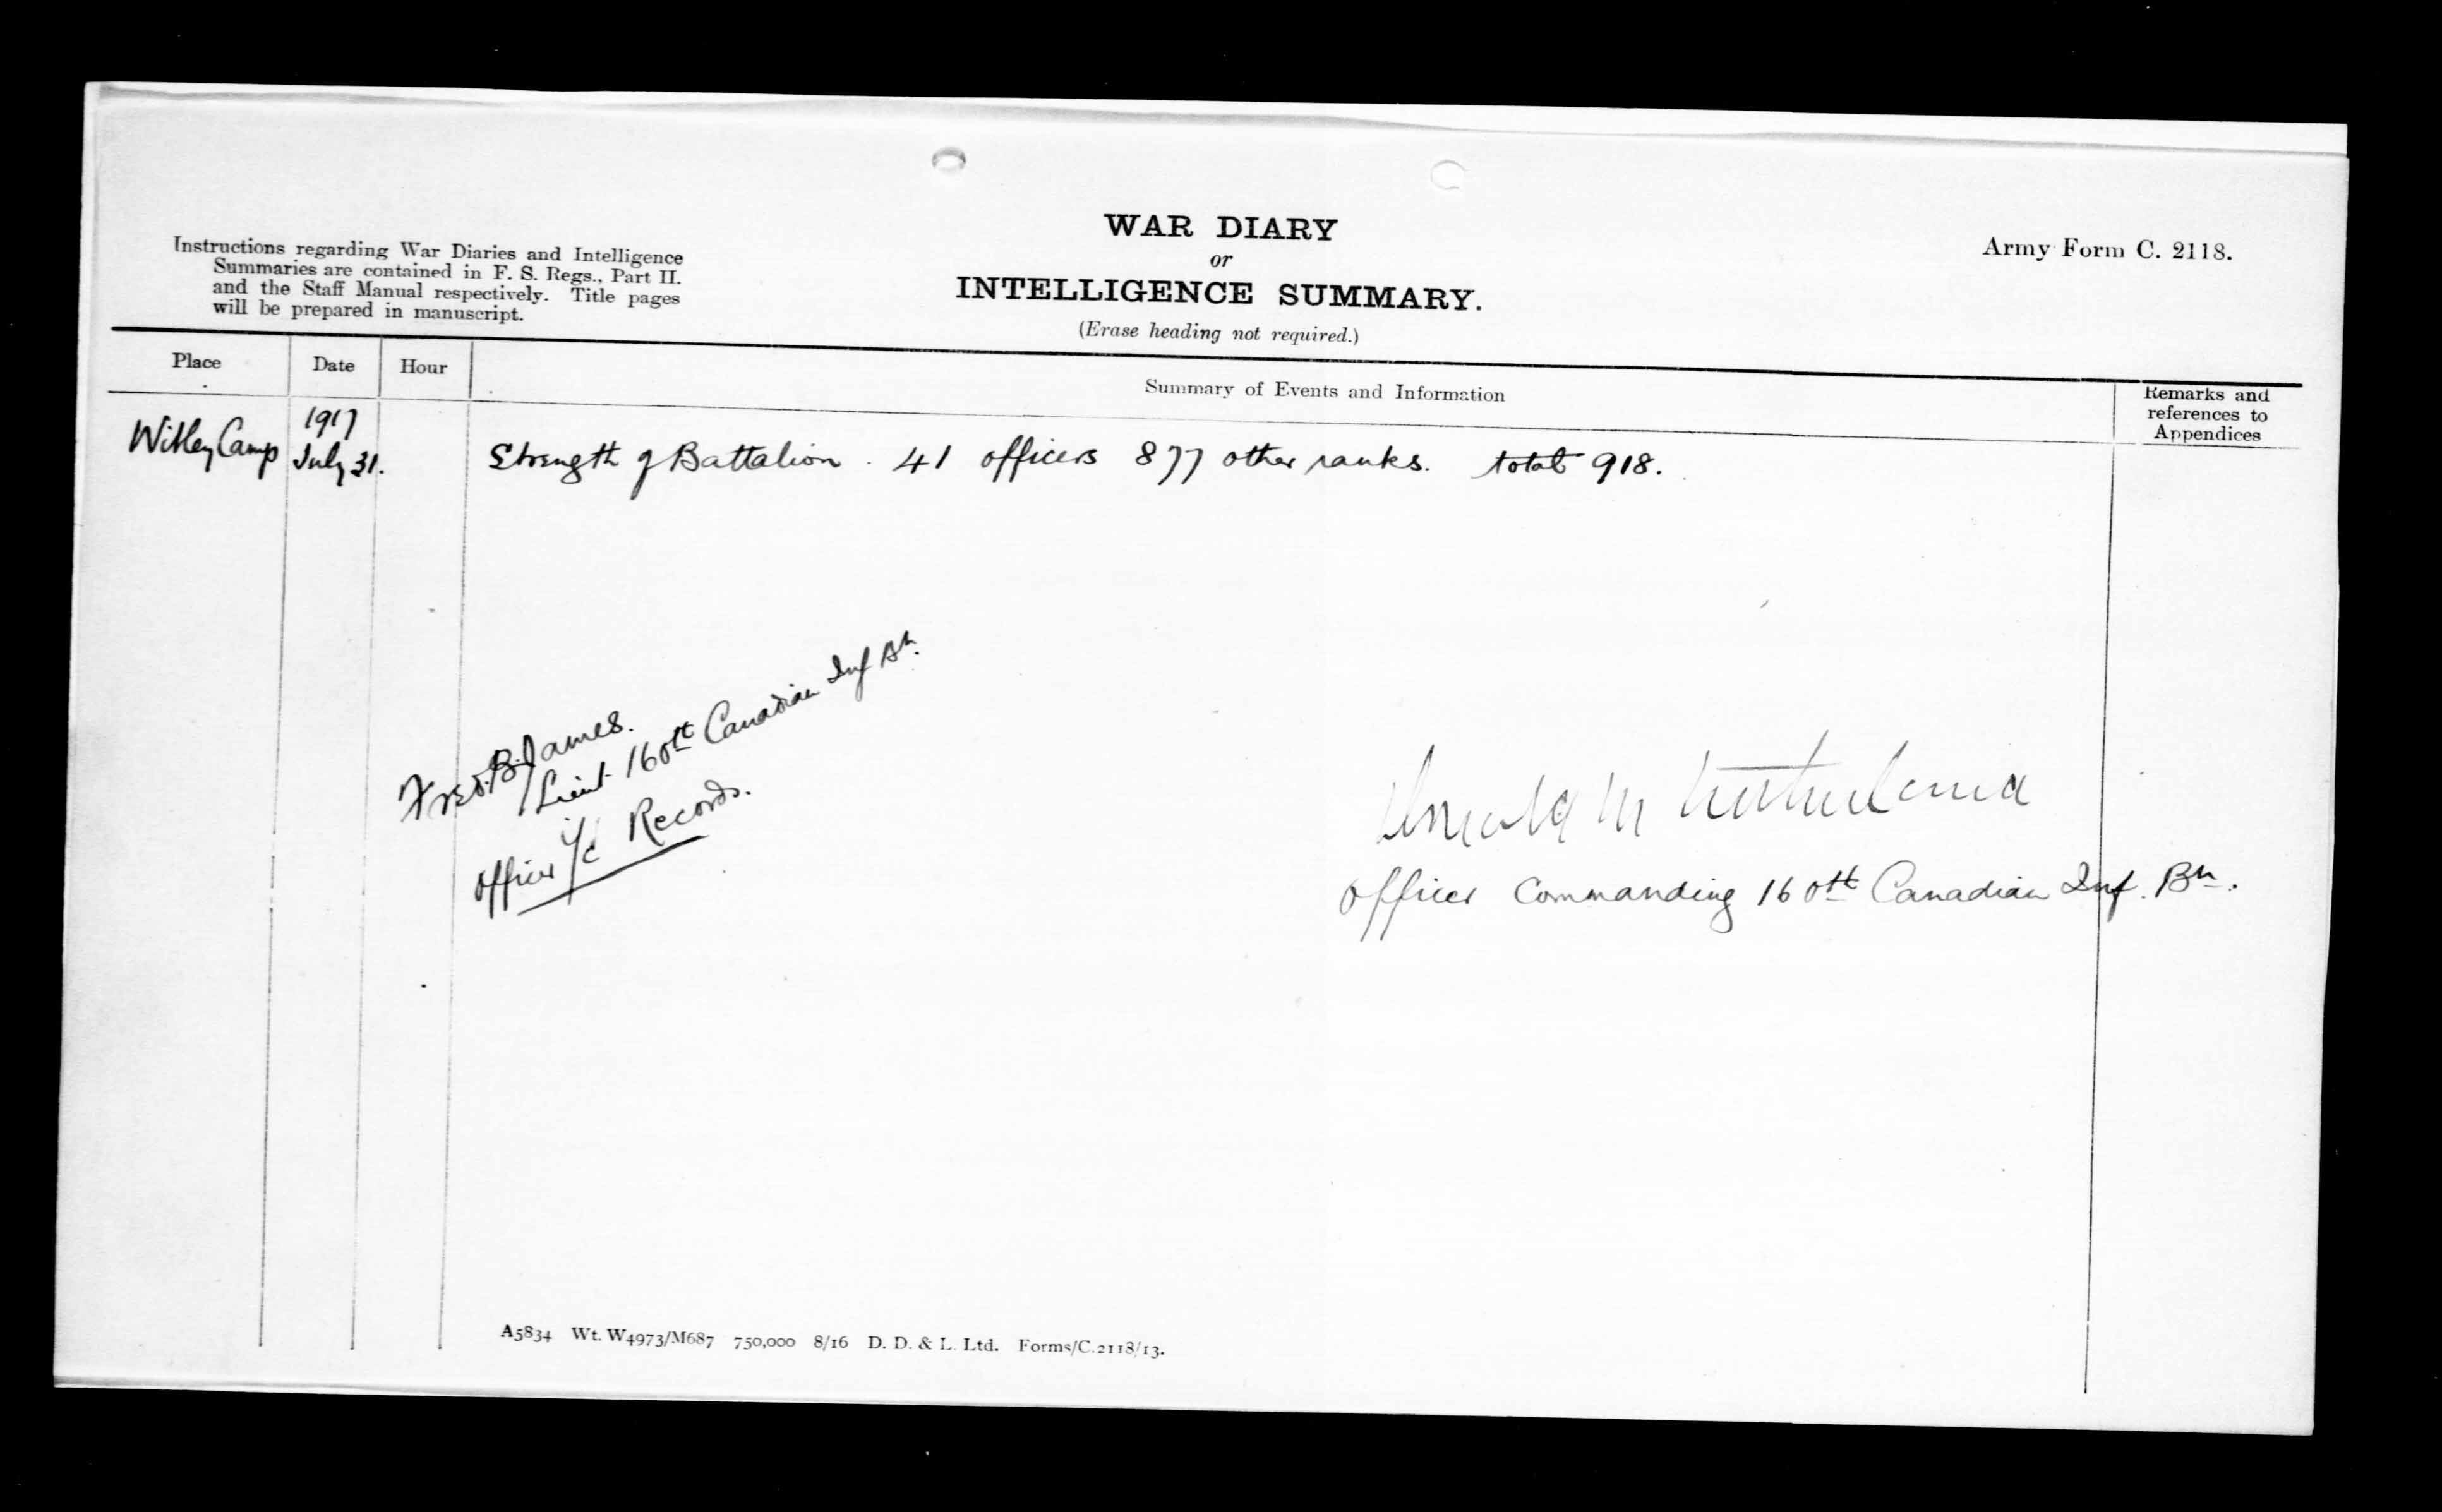 Instructions regarding War Diaries and Intelligence
Summaries are contained in F. S. Regs., Part II.
and the Staff Manual respectively. Title pages
will be prepared in manuscript.
WAR DIARY
or
INTELLIGENCE SUMMARY.
(Erase heading not required.)
Army Form C. 2118.
Place
Date
Hour
Summary of Events and Information
Remarks and
references to
Appendices
Witley Camp
1917
July 31.
Strength of Battalion. 41 officers 877 other ranks. total 918.
Fred. B. James.
Lieut 160th Canadian Inf Bn.
Officer i/c Records.
Donald M Sutherland
Officer Commanding 160th Canadian Inf. Bn.
A5834 Wt. W4973/M687 750,000 8/16 D. D. & L. Ltd. Forms/C.2118/13.